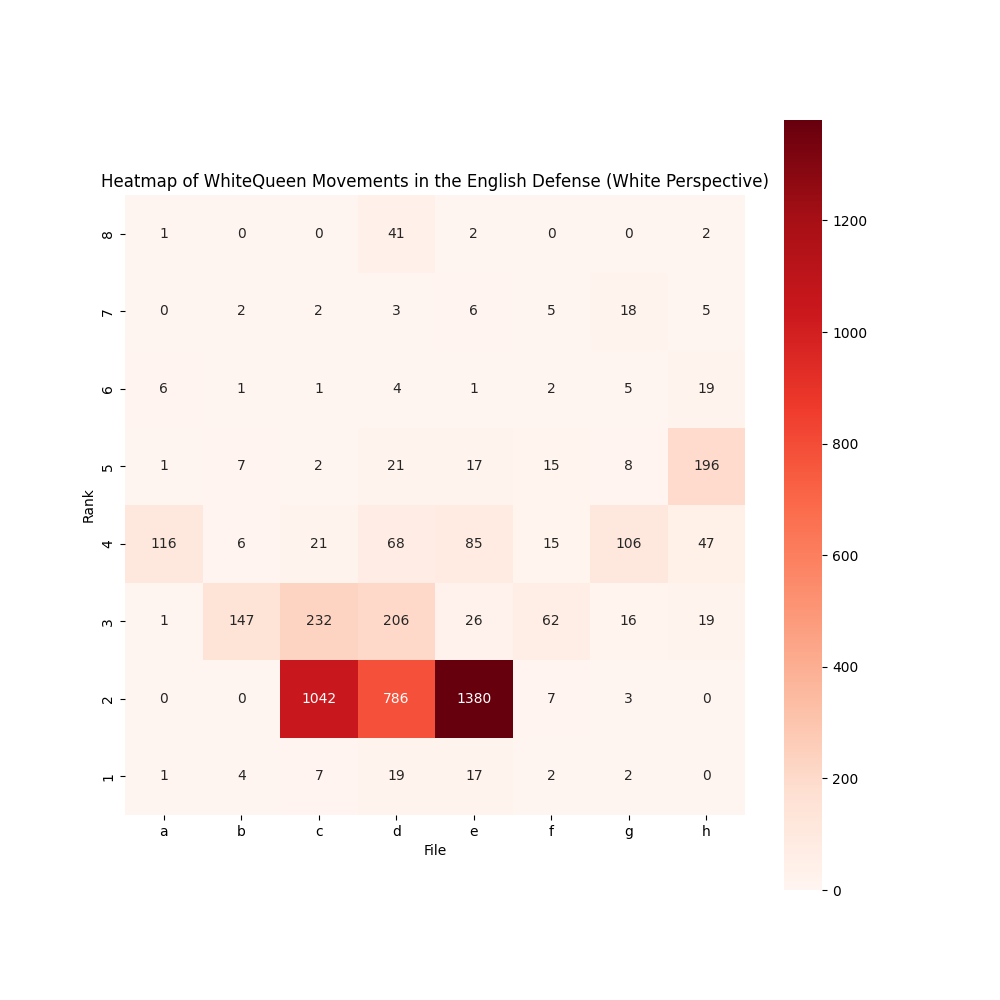 Heatmap of WhiteQueen Movements in the English Defense (White Perspective)
8 1 0 0 41 2 0 0 2
7 0 2 2 3 6 5 18 5
6 6 1 1 4 1 2 5 19
5 1 7 2 21 17 15 8 196
4 116 6 21 68 85 15 106 47
3 1 147 232 206 26 62 16 19
2 0 0 1042 786 1380 7 3 0
1 1 4 7 19 17 2 2 0
a b c d e f g h
File
Rank
1200
1000
800
600
400
200
0